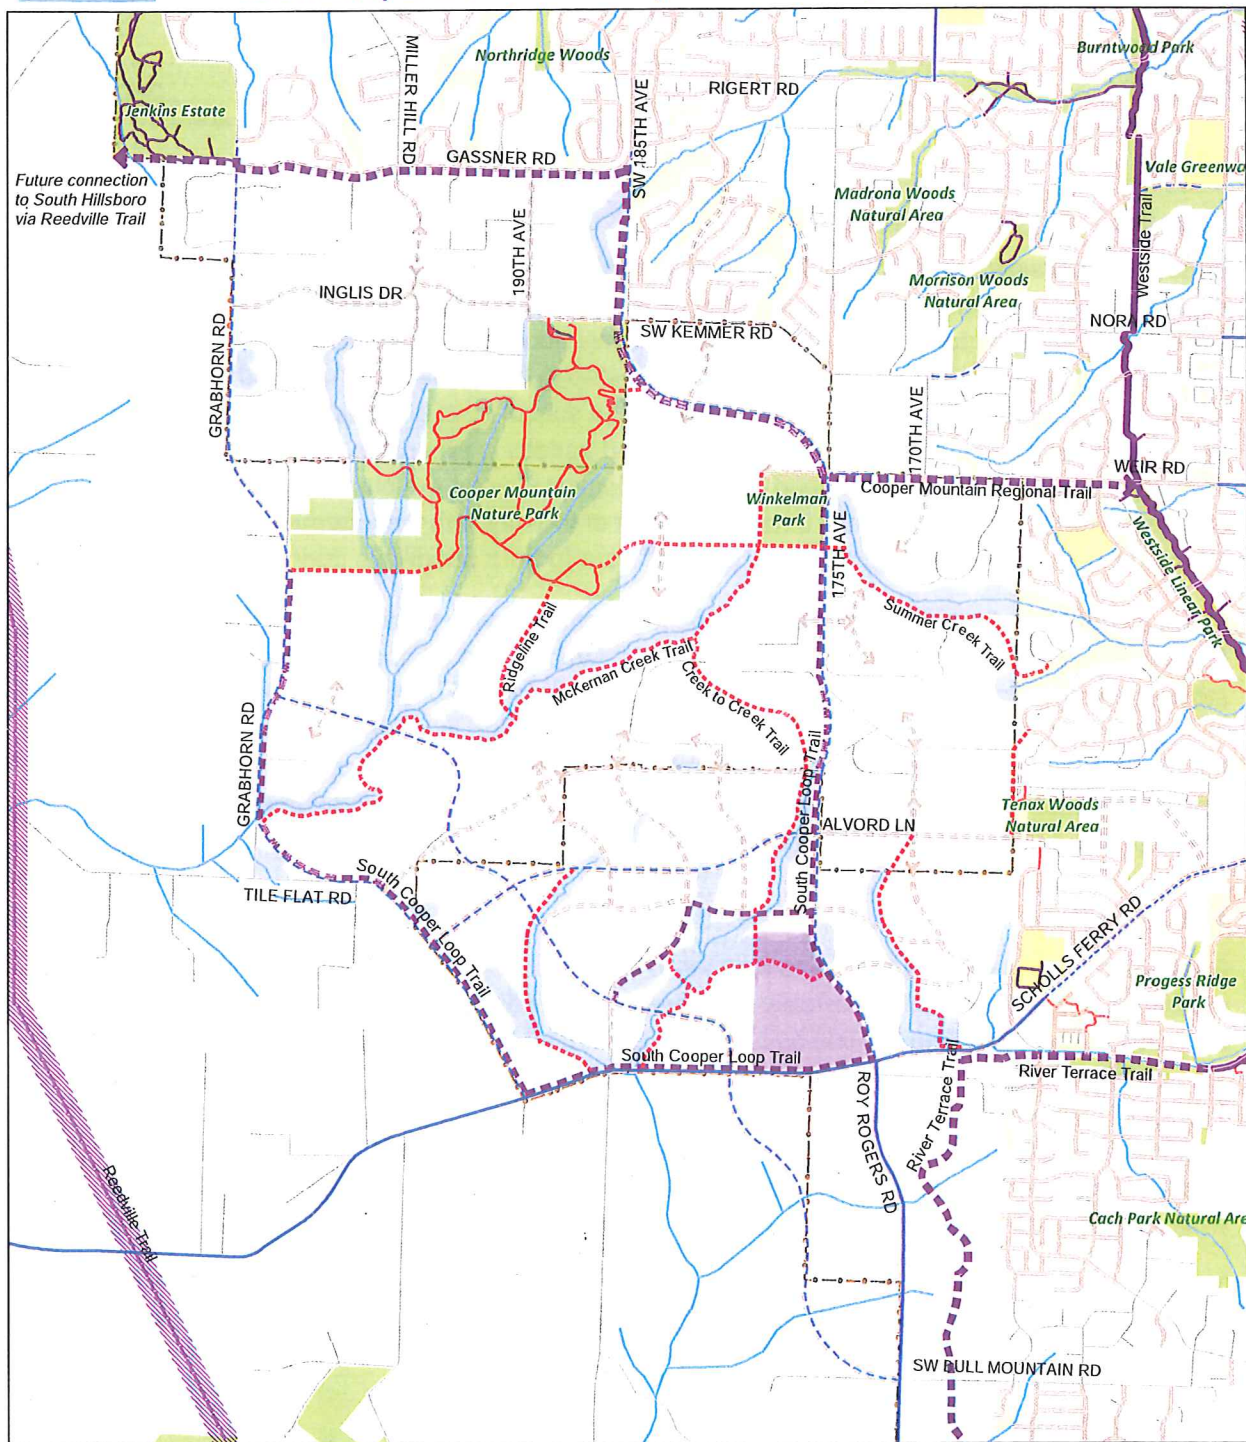 Northridge Woods
Burntwood Park
MILLER HILL RD
SW 185TH AVE
RIGERT RD
Jenkins Estate
GASSNER RD
Vale Greenwa
Future connection
to South Hillsboro
via Reedville Trail
Madrona Woods
Natural Area
190TH AVE
Westside Trail
INGLIS DR
Morrison Woods
Natural Area
NORA RD
SW KEMMER RD
GRABHORN RD
170TH AVE
WEIR RD
Cooper Mountain Regional Trail
Cooper Mountain
Nature Park
Winkelman
Park
175TH AVE
Westside Linear Park
Summer Creek Trail
Ridgeline Trail
McKernan Creek Trail
Creek to Creek Trail
GRABHORN RD
South Cooper Loop Trail
Tenax Woods
Natural Area
ALVORD LN
TILE FLAT RD
South Cooper Loop Trail
SCHOLLS FERRY RD
Progess Ridge
Park
South Cooper Loop Trail
River Terrace Trail
River Terrace Trail
ROY ROGERS RD
Reedville Trail
Cach Park Natural Are
SW BULL MOUNTAIN RD